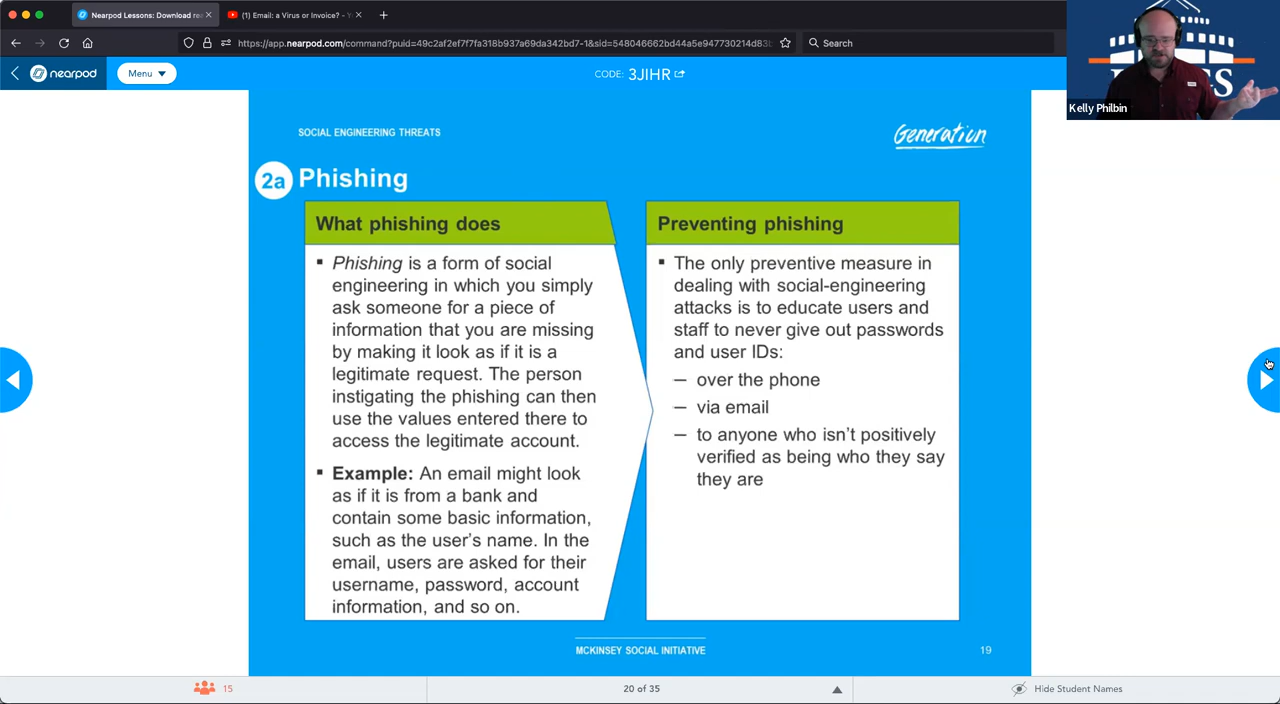 Nearpod Lessons: Download rea
(1) Email: a Virus or Invoice? - Y
https://app.nearpod.com/command?puid=49c2af2ef7f7fa318b937a69da342bd7-1&sid=548046662bd44a5e947730214d83b
Search
nearpod
Menu
CODE: 3JIHR
Kelly Philbin
SOCIAL ENGINEERING THREATS
Generation
2a Phishing
What phishing does
▪ Phishing is a form of social
engineering in which you simply
ask someone for a piece of
information that you are missing
by making it look as if it is a
legitimate request. The person
instigating the phishing can then
use the values entered there to
access the legitimate account.
▪ Example: An email might look
as if it is from a bank and
contain some basic information,
such as the user's name. In the
email, users are asked for their
username, password, account
information, and so on.
Preventing phishing
▪ The only preventive measure in
dealing with social-engineering
attacks is to educate users and
staff to never give out passwords
and user IDs:
– over the phone
– via email
– to anyone who isn't positively
verified as being who they say
they are
MCKINSEY SOCIAL INITIATIVE
19
15
20 of 35
Hide Student Names